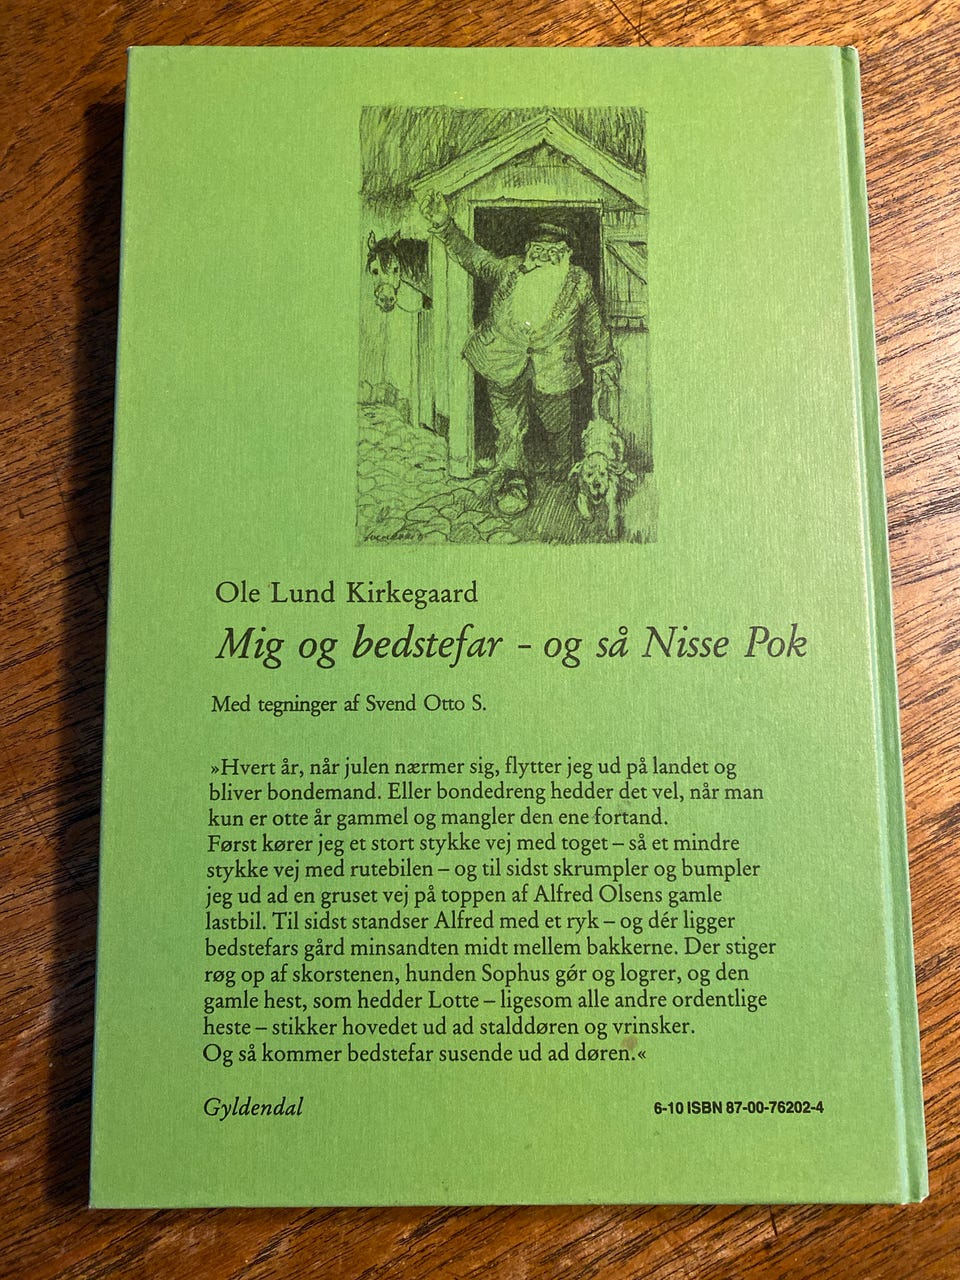 Ole Lund Kirkegaard
Mig og bedstefar - og så Nisse Pok
Med tegninger af Svend Otto S.
»Hvert år, når julen nærmer sig, flytter jeg ud på landet og
bliver bondemand. Eller bondedreng hedder det vel, når man
kun er otte år gammel og mangler den ene fortand.
Først kører jeg et stort stykke vej med toget – så et mindre
stykke vej med rutebilen – og til sidst skrumpler og bumpler
jeg ud ad en gruset vej på toppen af Alfred Olsens gamle
lastbil. Til sidst standser Alfred med et ryk – og dér ligger
bedstefars gård minsandten midt mellem bakkerne. Der stiger
røg op af skorstenen, hunden Sophus gør og logrer, og den
gamle hest, som hedder Lotte – ligesom alle andre ordentlige
heste – stikker hovedet ud ad stalddøren og vrinsker.
Og så kommer bedstefar susende ud ad døren.«
Gyldendal
6-10 ISBN 87-00-76202-4